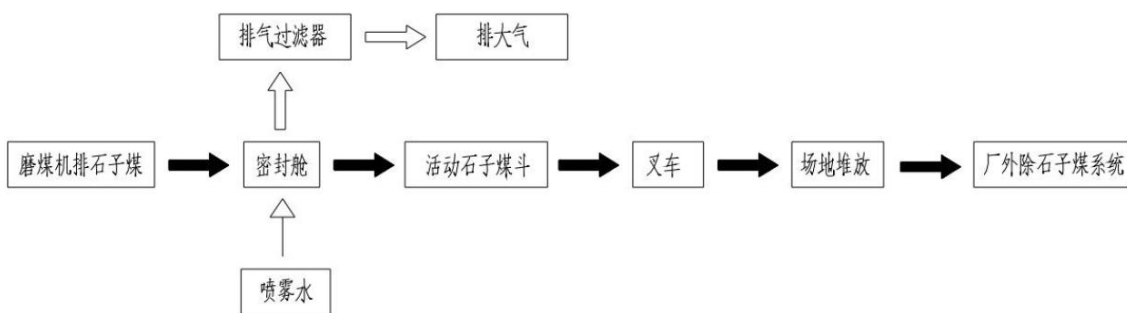 排气过滤器
排大气
磨煤机排石子煤
密封舱
活动石子煤斗
叉车
场地堆放
厂外除石子煤系统
喷雾水